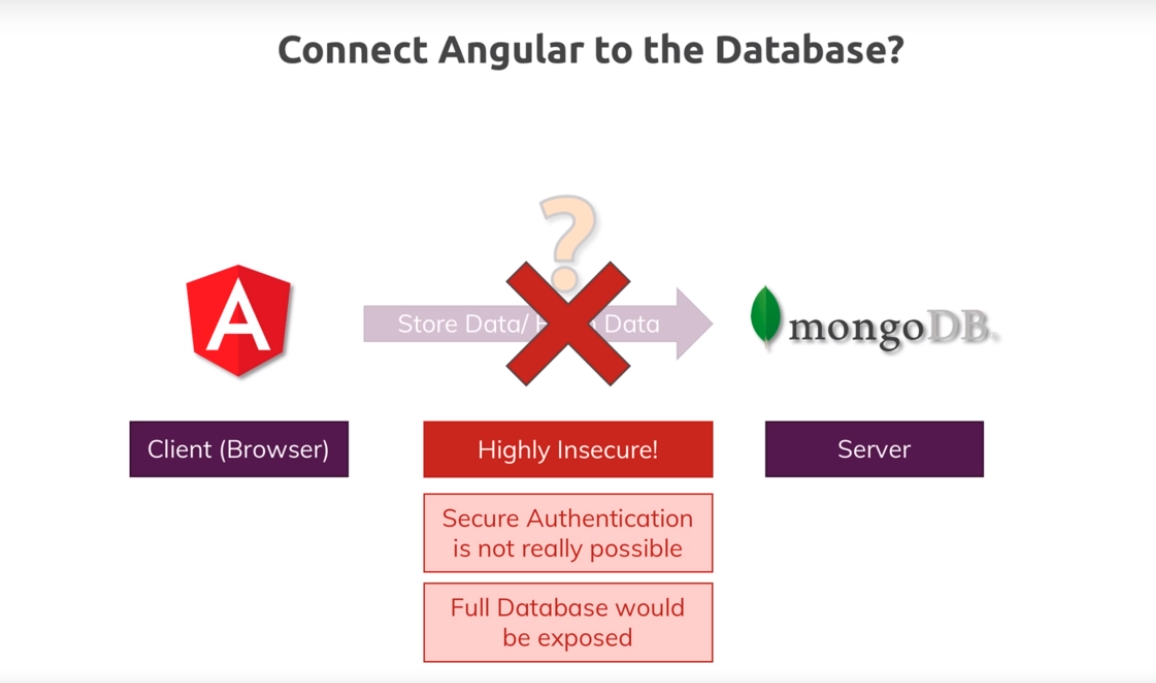 Connect Angular to the Database?
?
A
Store Data/ Data
mongoDB.
Client (Browser)
Highly Insecure!
Server
Secure Authentication
is not really possible
Full Database would
be exposed